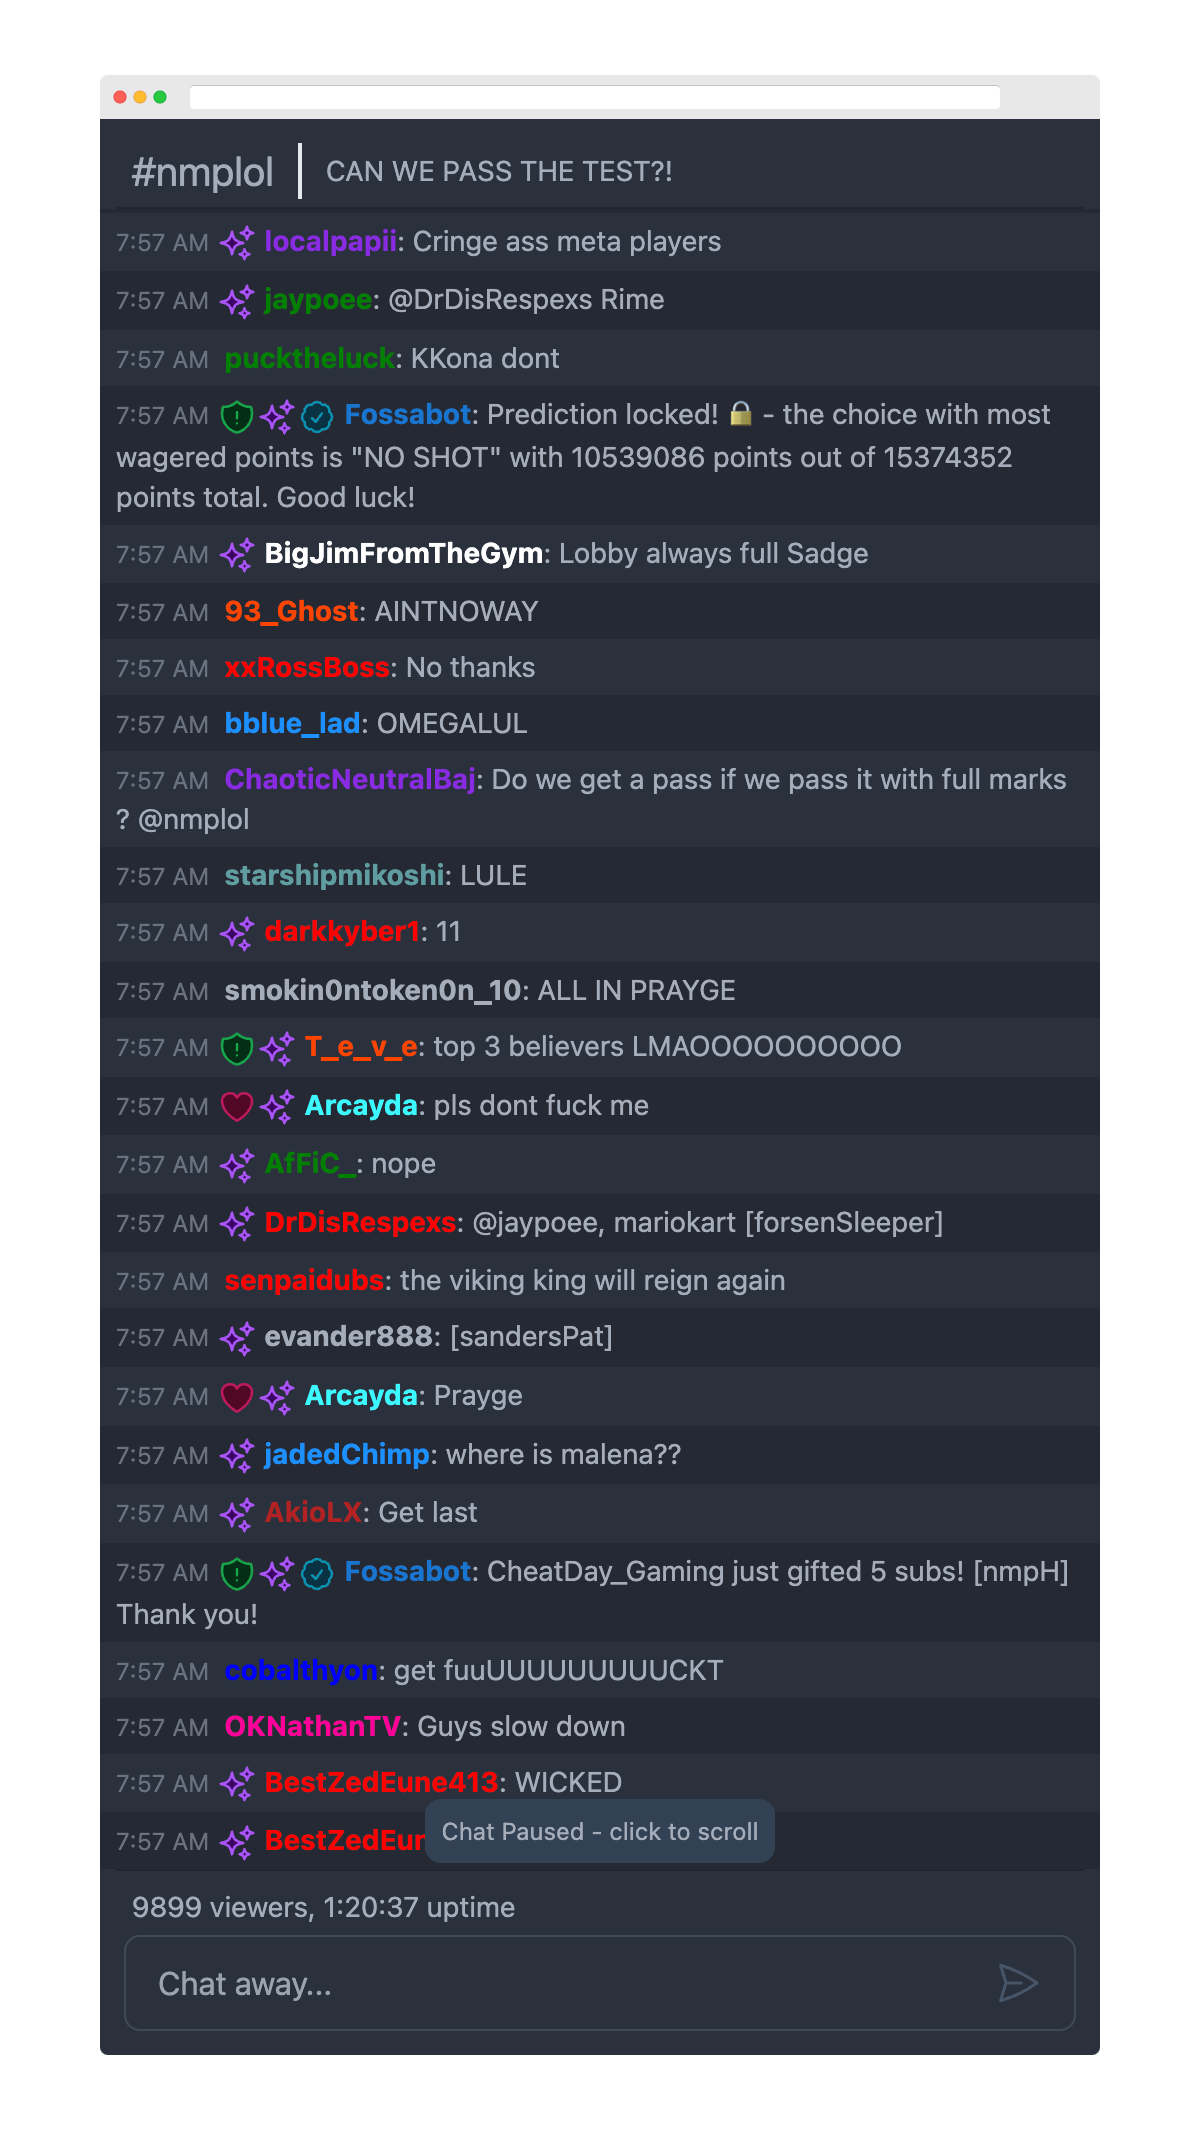 #nmplol
CAN WE PASS THE TEST?!
7:57 AM localpapii: Cringe ass meta players
7:57 AM jaypoee: @DrDisRespexs Rime
7:57 AM pucktheluck: KKona dont
7:57 AM Fossabot: Prediction locked! 🔒 - the choice with most
wagered points is "NO SHOT" with 10539086 points out of 15374352
points total. Good luck!
7:57 AM BigJimFromTheGym: Lobby always full Sadge
7:57 AM 93_Ghost: AINTNOWAY
7:57 AM xxRossBoss: No thanks
7:57 AM bblue_lad: OMEGALUL
7:57 AM ChaoticNeutralBaj: Do we get a pass if we pass it with full marks
? @nmplol
7:57 AM starshipmikoshi: LULE
7:57 AM darkkyber1: 11
7:57 AM smokin0ntoken0n_10: ALL IN PRAYGE
7:57 AM T_e_v_e: top 3 believers LMAOOOOOOOOOO
7:57 AM Arcayda: pls dont fuck me
7:57 AM AfFiC_: nope
7:57 AM DrDisRespexs: @jaypoee, mariokart [forsenSleeper]
7:57 AM senpaidubs: the viking king will reign again
7:57 AM evander888: [sandersPat]
7:57 AM Arcayda: Prayge
7:57 AM jadedChimp: where is malena??
7:57 AM AkioLX: Get last
7:57 AM Fossabot: CheatDay_Gaming just gifted 5 subs! [nmpH]
Thank you!
7:57 AM cobalthyon: get fuuUUUUUUUUUCKT
7:57 AM OKNathanTV: Guys slow down
7:57 AM BestZedEune413: WICKED
7:57 AM BestZedEun
Chat Paused - click to scroll
9899 viewers, 1:20:37 uptime
Chat away...